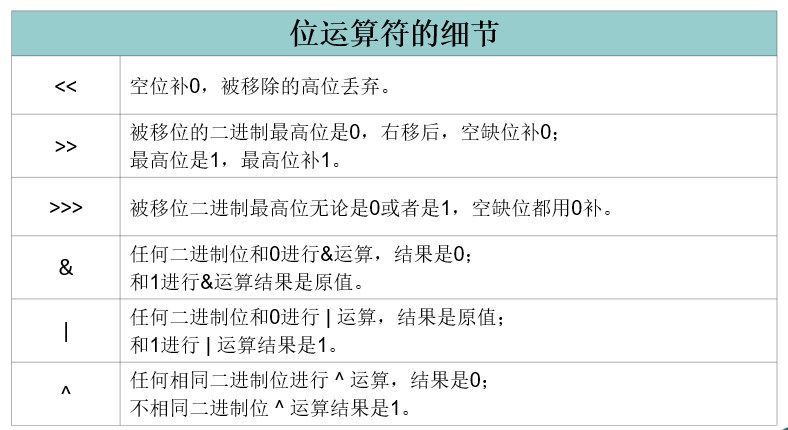 位运算符的细节
<<
空位补0，被移除的高位丢弃。
>>
被移位的二进制最高位是0，右移后，空缺位补0；
最高位是1，最高位补1。
>>>
被移位二进制最高位无论是0或者是1，空缺位都用0补。
&
任何二进制位和0进行&运算，结果是0；
和1进行&运算结果是原值。
|
任何二进制位和0进行 | 运算，结果是原值；
和1进行 | 运算结果是1。
^
任何相同二进制位进行 ^ 运算，结果是0；
不相同二进制位 ^ 运算结果是1。